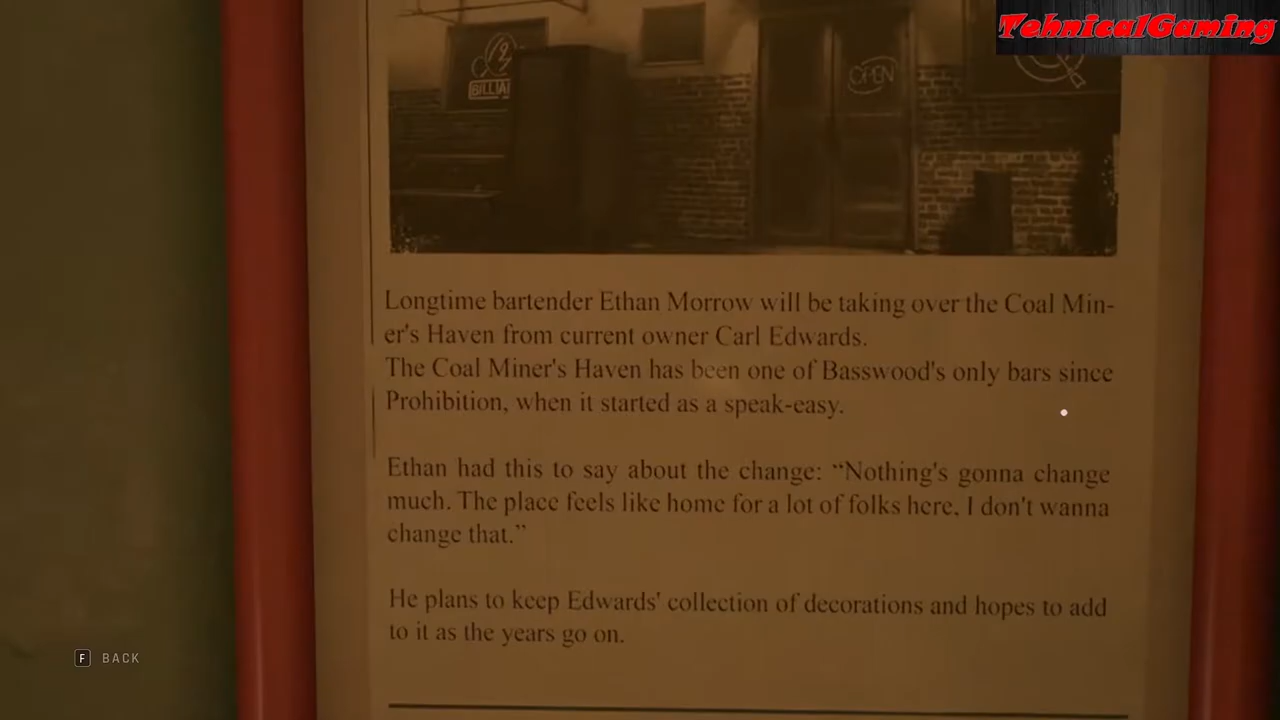 TehnicalGaming
BILLIA
OPEN
Longtime bartender Ethan Morrow will be taking over the Coal Min-
er's Haven from current owner Carl Edwards.
The Coal Miner's Haven has been one of Basswood's only bars since
Prohibition, when it started as a speak-easy.
Ethan had this to say about the change: “Nothing's gonna change
much. The place feels like home for a lot of folks here, I don't wanna
change that.”
He plans to keep Edwards' collection of decorations and hopes to add
to it as the years go on.
F BACK